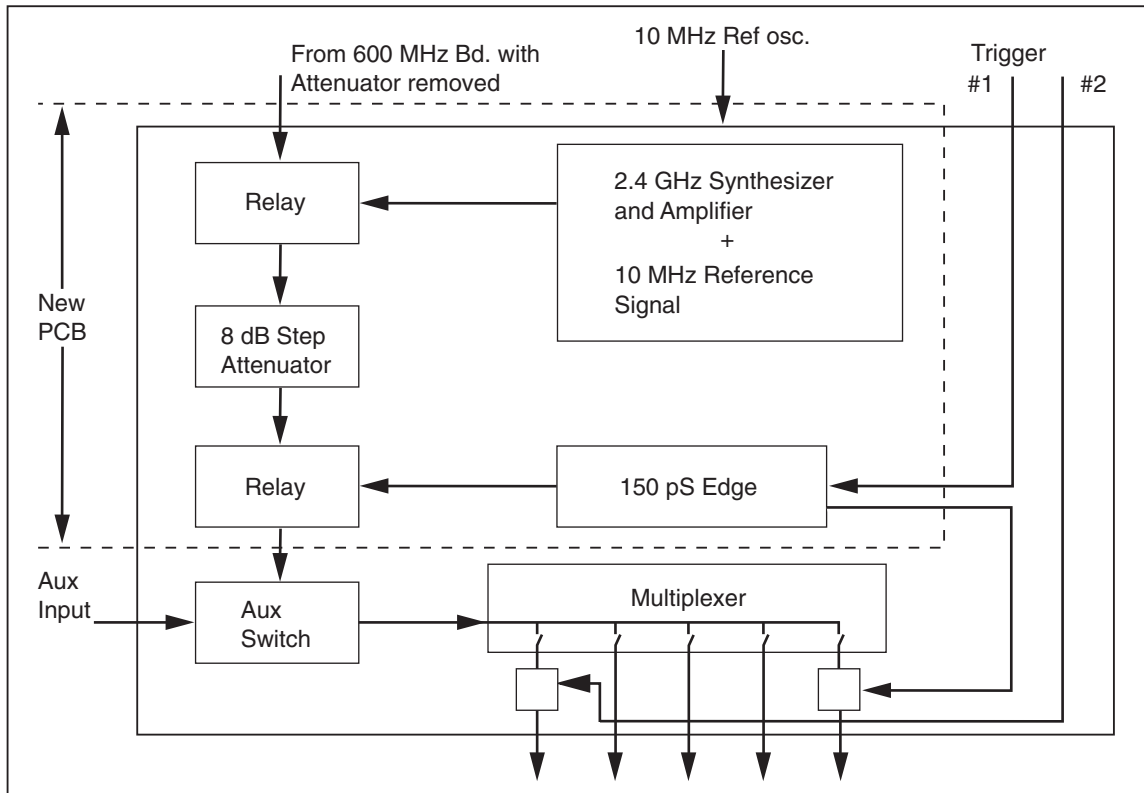 From 600 MHz Bd. with
Attenuator removed
10 MHz Ref osc.
Trigger
#1
#2
Relay
2.4 GHz Synthesizer
and Amplifier
+
10 MHz Reference
Signal
New
PCB
8 dB Step
Attenuator
Relay
150 pS Edge
Aux
Input
Aux
Switch
Multiplexer